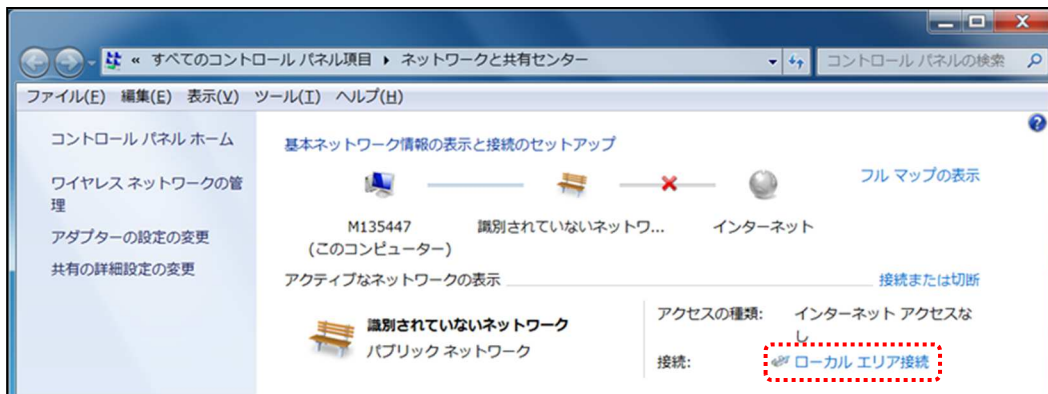 « すべてのコントロール パネル項目 ▸ ネットワークと共有センター
コントロール パネルの検索
ファイル(F) 編集(E) 表示(V) ツール(T) ヘルプ(H)
コントロール パネル ホーム
ワイヤレス ネットワークの管
理
アダプターの設定の変更
共有の詳細設定の変更
基本ネットワーク情報の表示と接続のセットアップ
フル マップの表示
M135447
(このコンピューター)
識別されていないネットワ...
インターネット
アクティブなネットワークの表示
接続または切断
識別されていないネットワーク
パブリック ネットワーク
アクセスの種類: インターネット アクセスな
し
接続: ローカル エリア接続